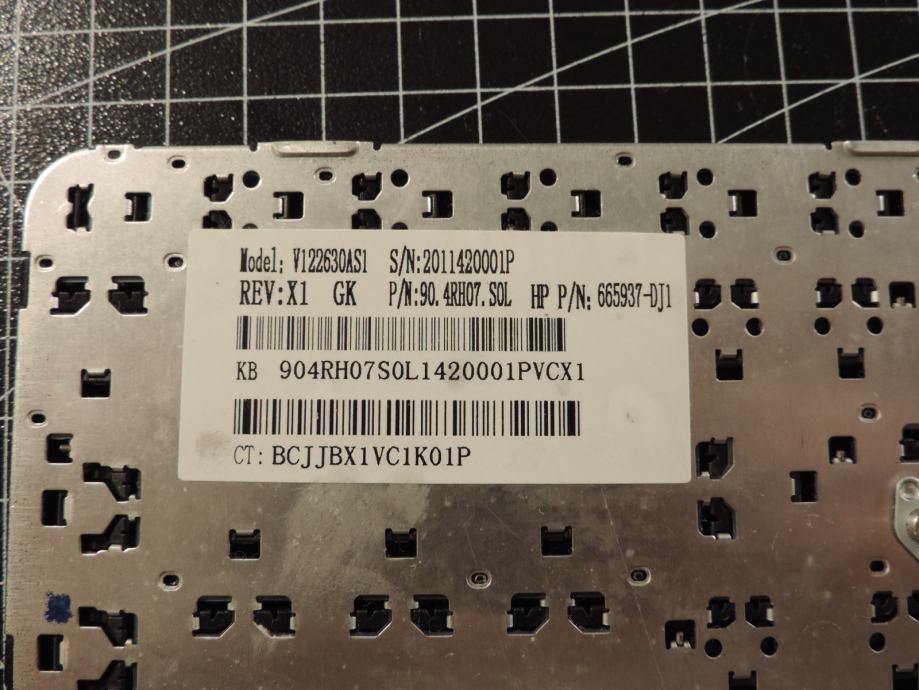 Model: V122630AS1 S/N:2011420001P
REV:X1 GK P/N:90.4RH07.S0L HP P/N: 665937-DJ1
KB 904RH07S0L1420001PVCX1
CT: BCJJBX1VC1K01P